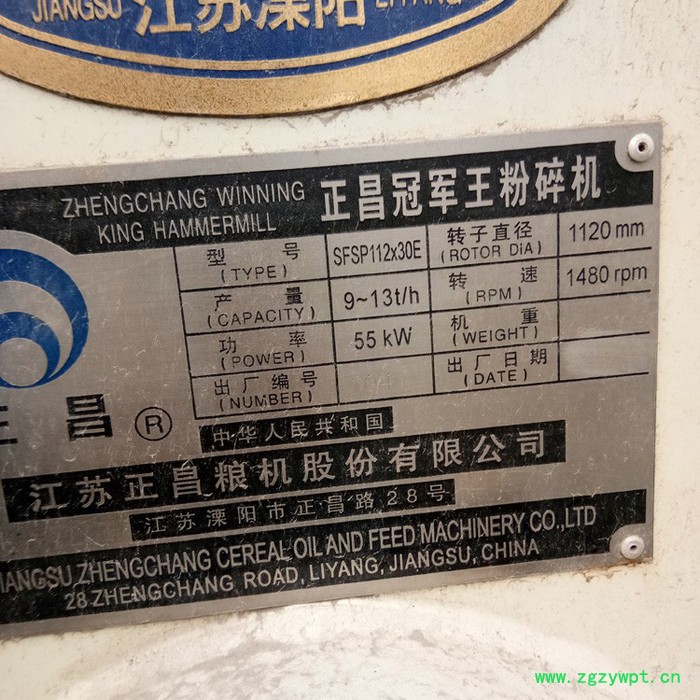 JIANGSU 江苏溧阳 LIYANG
ZHENGCHANG WINNING
KING HAMMERMILL
正昌冠军王粉碎机
型号
(TYPE)
SFSP112x30E
转子直径
(ROTOR DiA)
1120 mm
产量
(CAPACITY)
9~13t/h
转速
(RPM)
1480 rpm
功率
(POWER)
55 kW
机重
(WEIGHT)
出厂编号
(NUMBER)
出厂日期
(DATE)
正昌 ®
中华人民共和国
江苏正昌粮机股份有限公司
江苏溧阳市正昌路28号
JIANGSU ZHENGCHANG CEREAL OIL AND FEED MACHINERY CO.,LTD
28 ZHENGCHANG ROAD, LIYANG, JIANGSU, CHINA
www.zgzywpt.cn